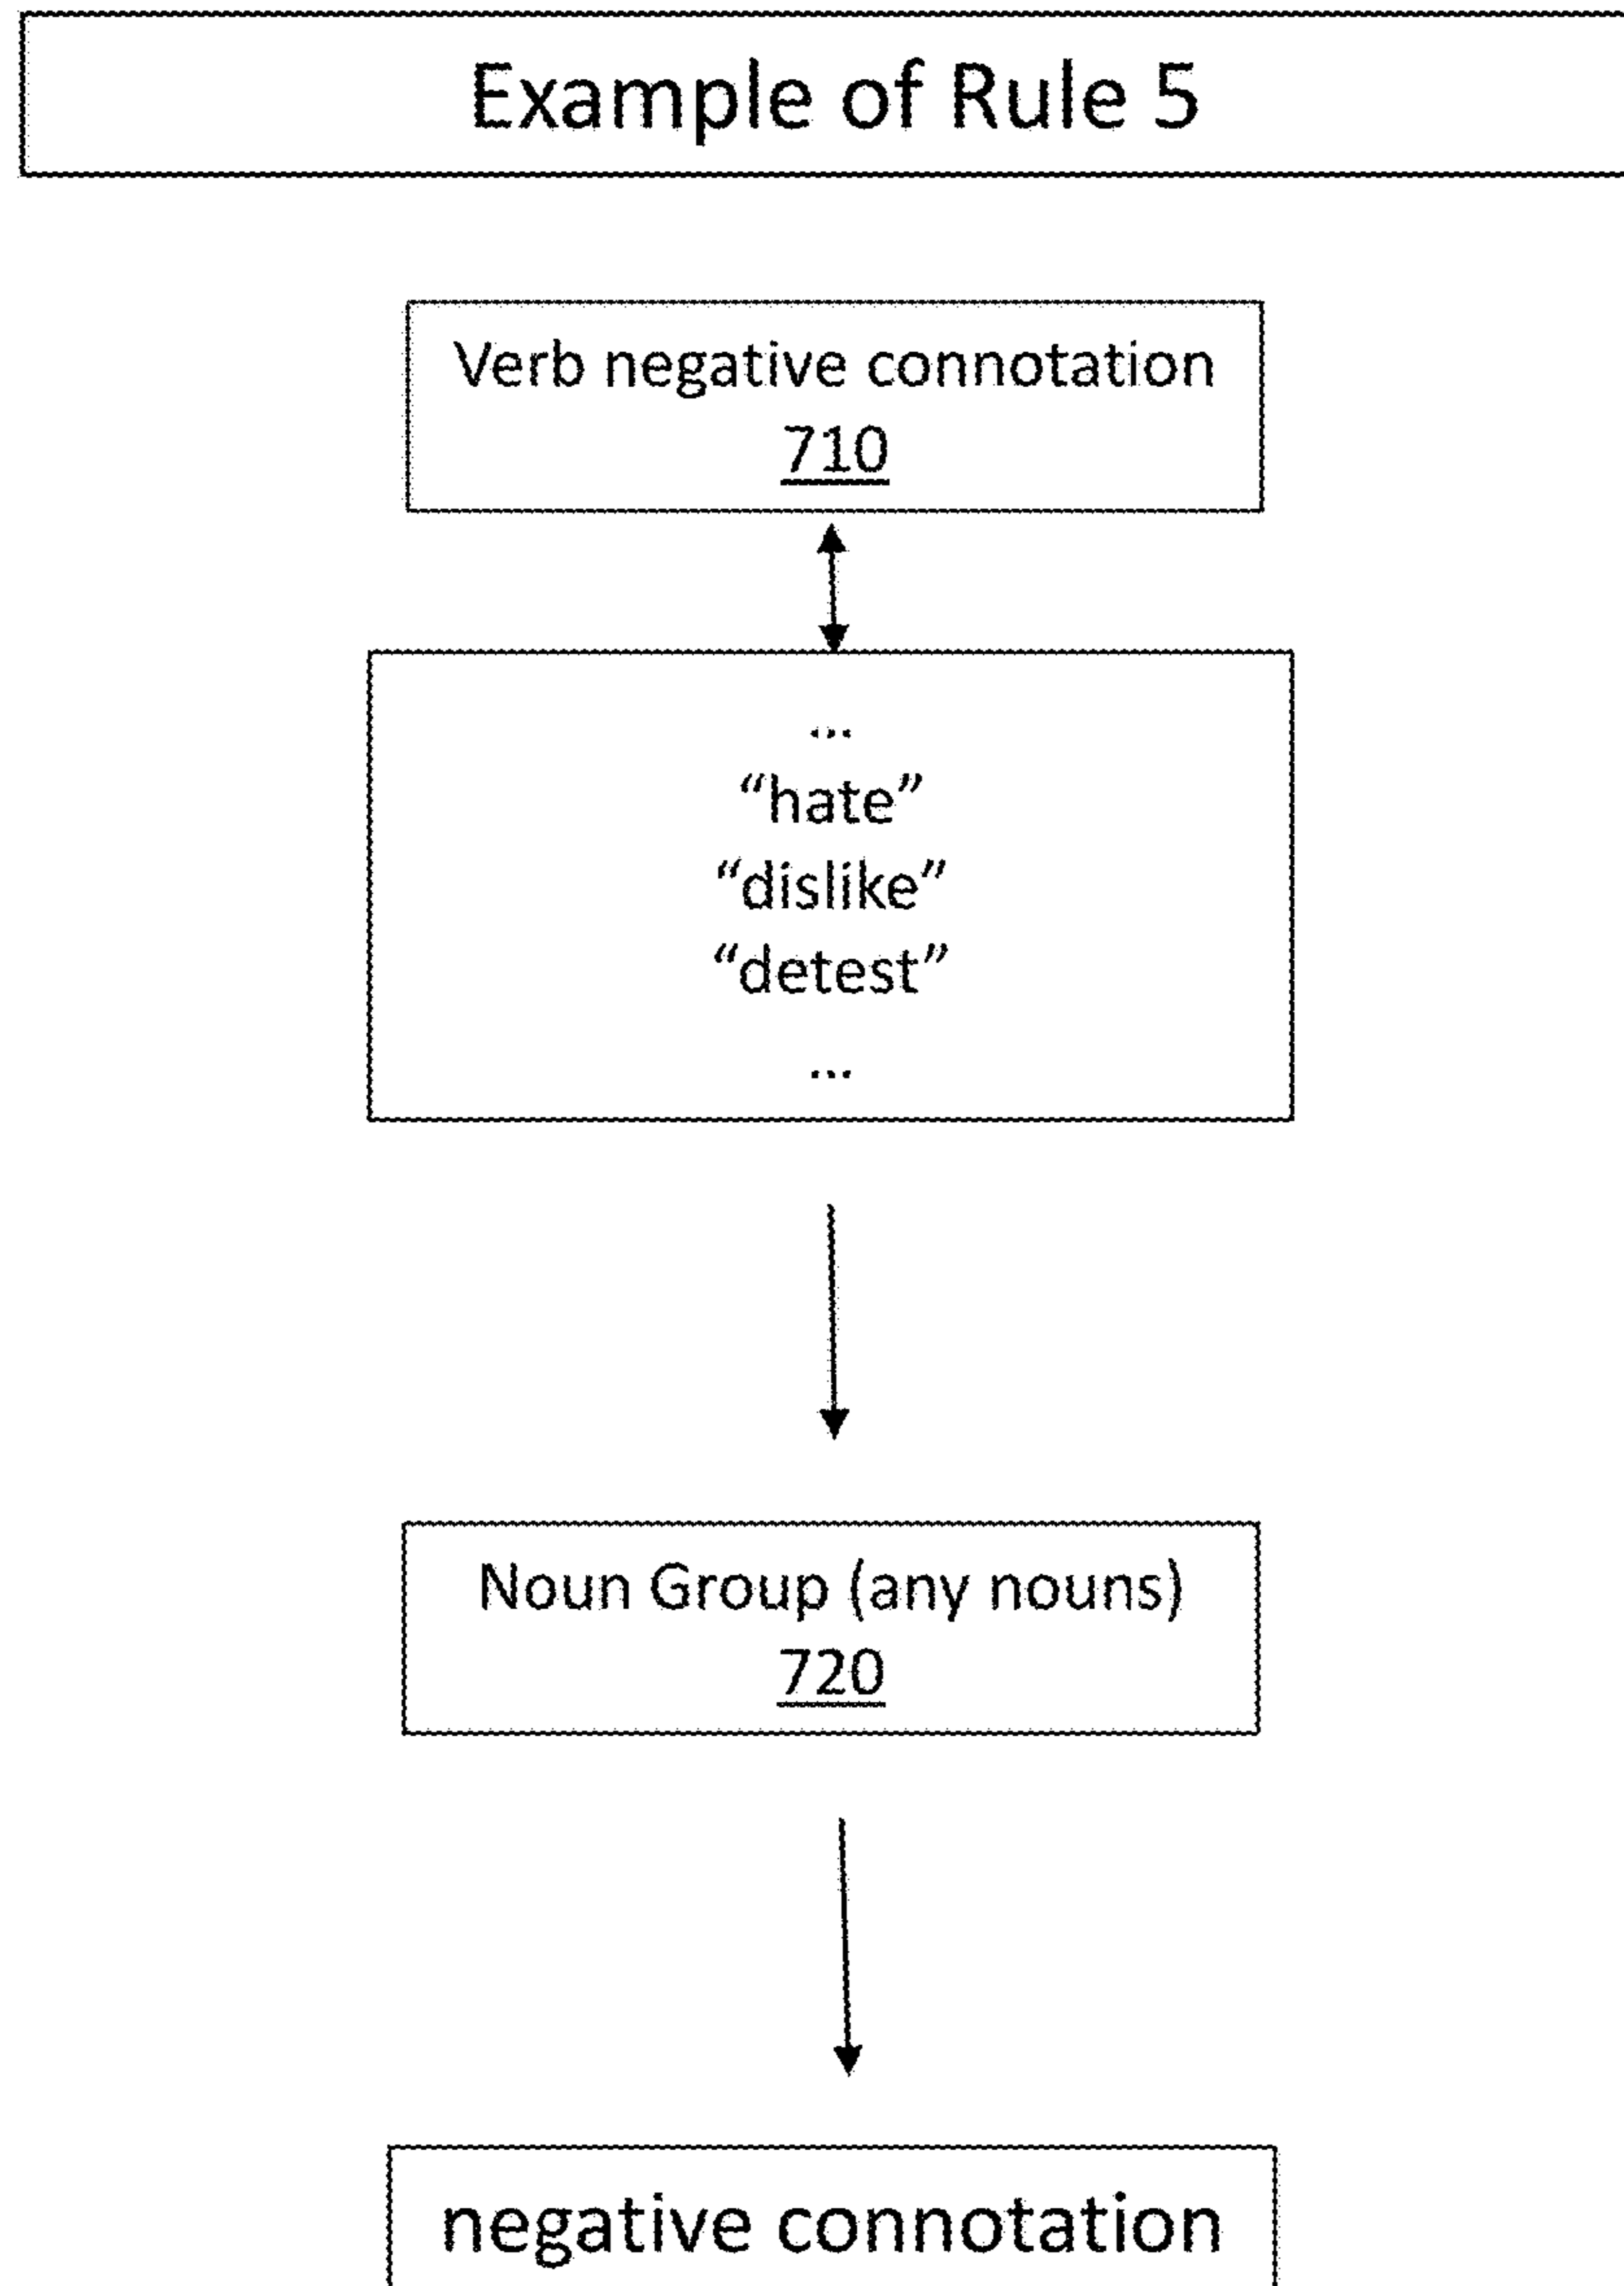 Example of Rule 5
Verb negative connotation
710
...
“hate”
“dislike”
“detest”
...
Noun Group (any nouns)
720
negative connotation